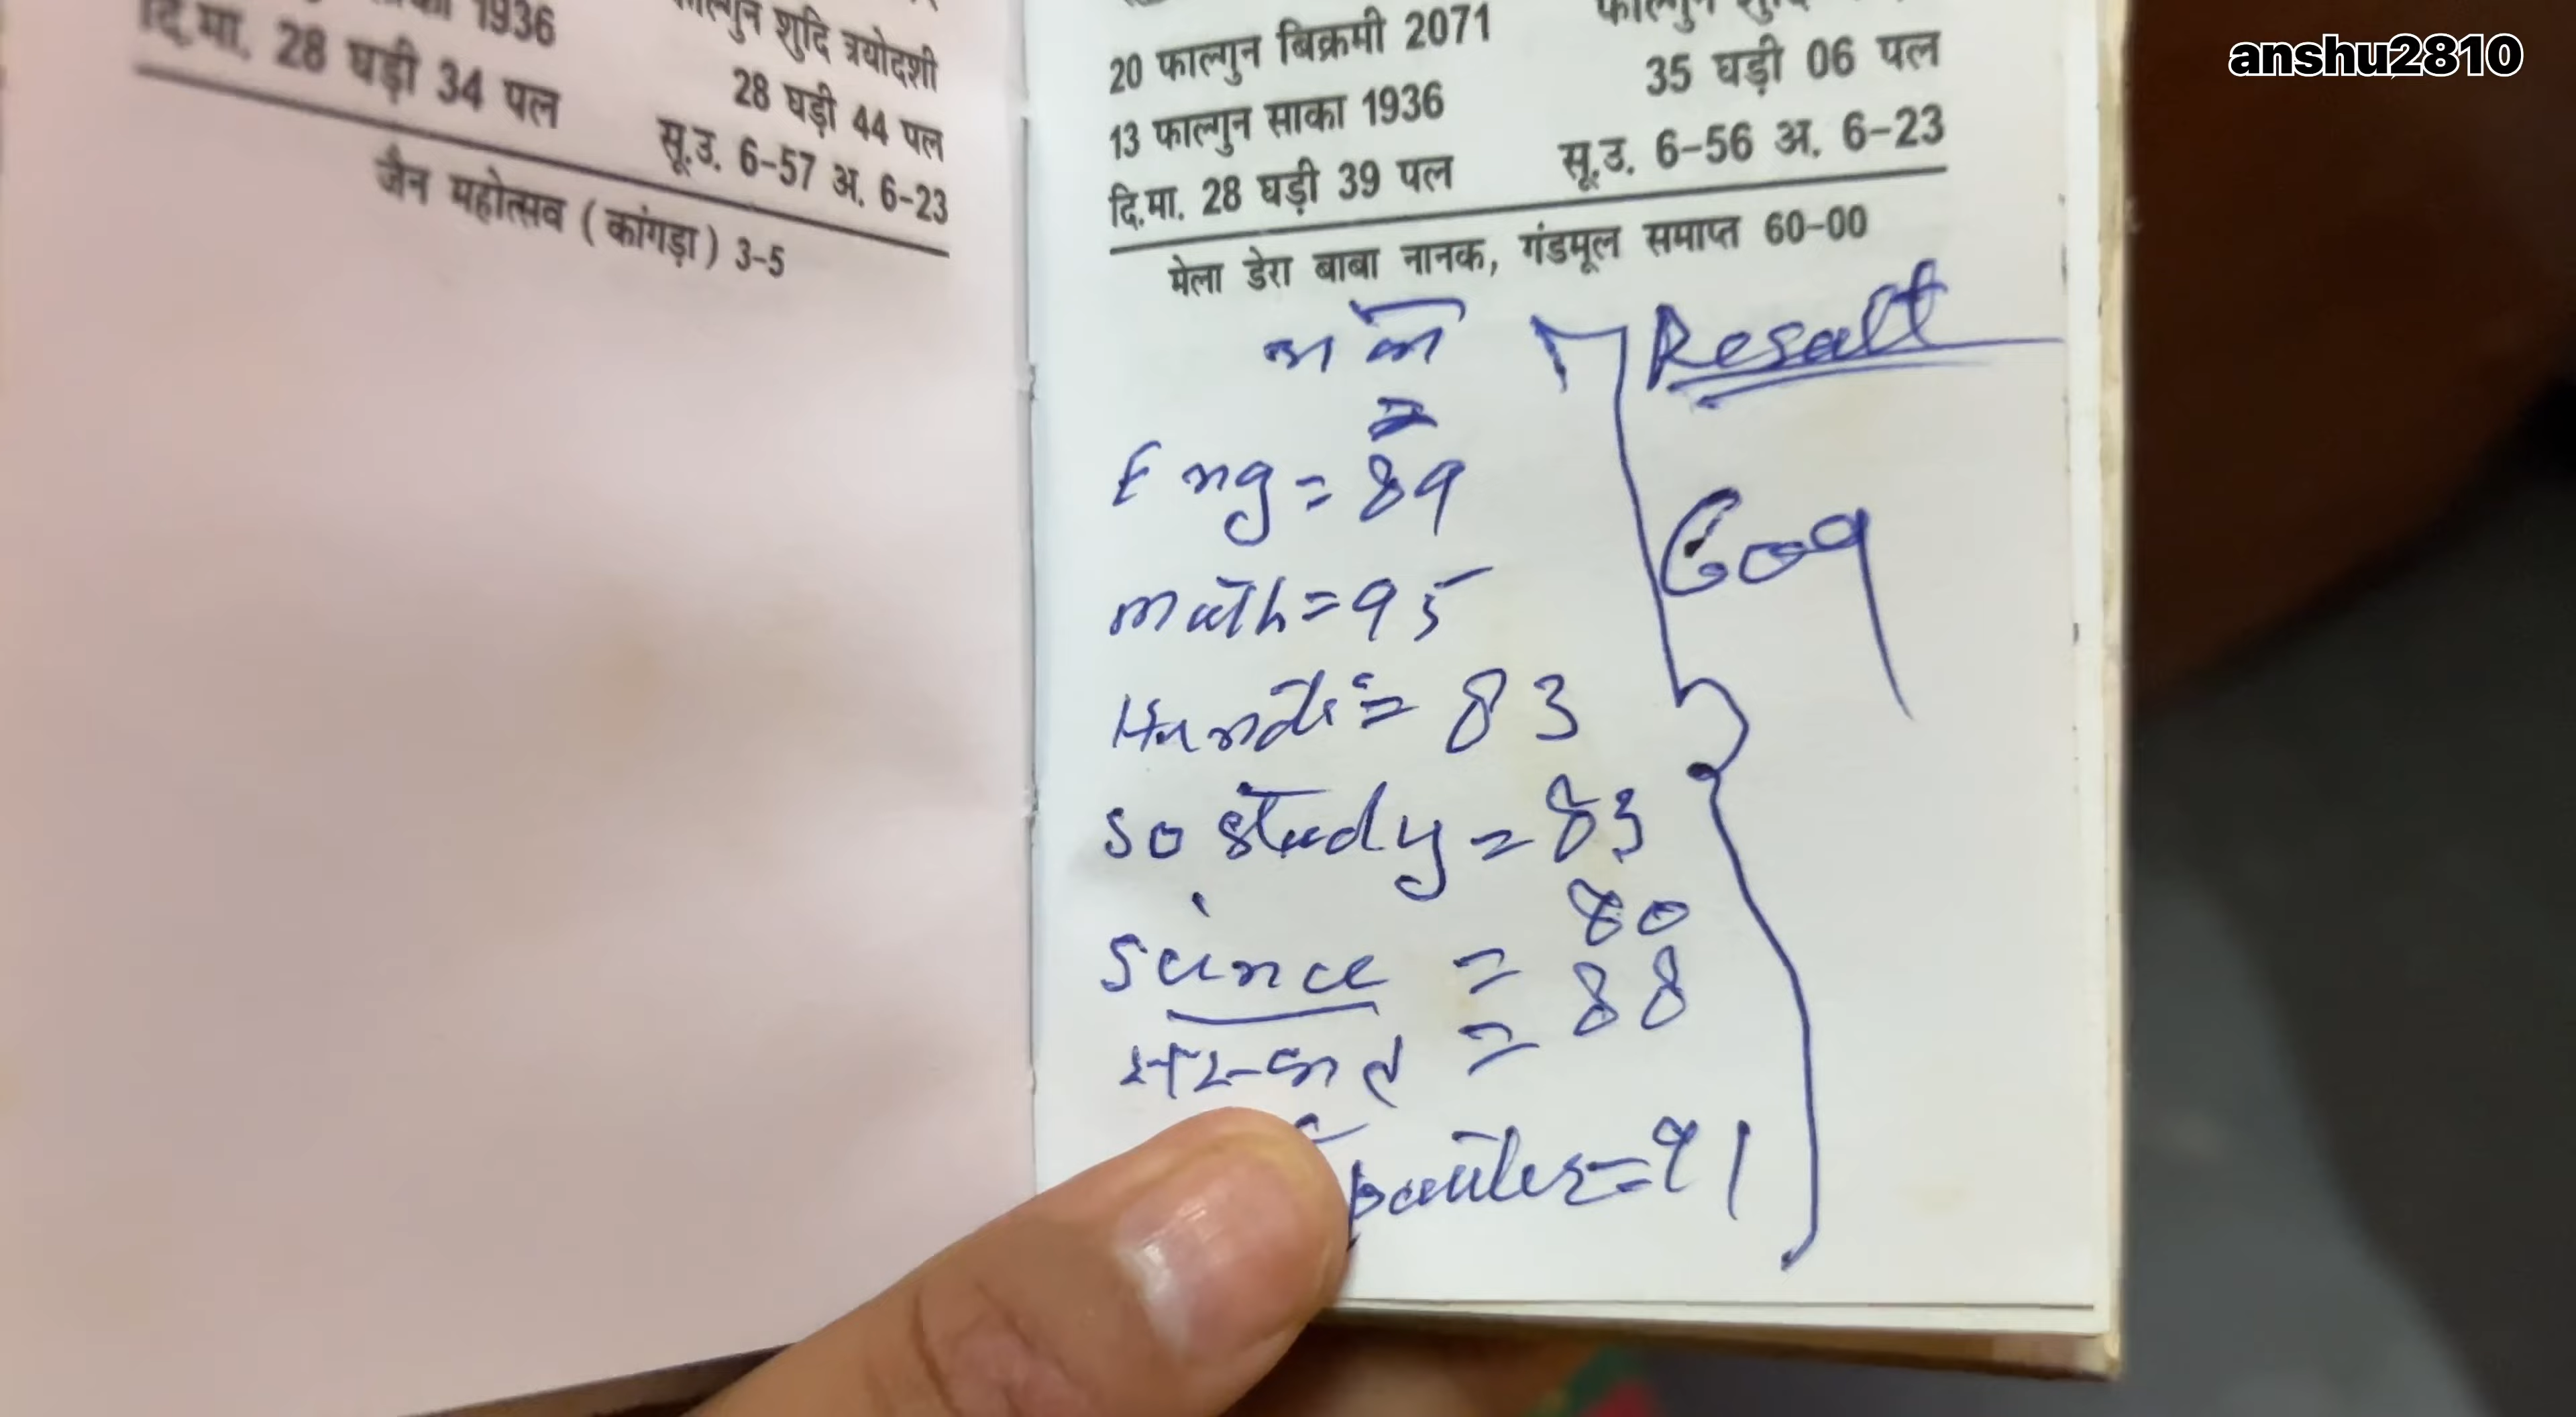 1936
फाल्गुन शुदि त्रयोदशी
दि.मा. 28 घड़ी 34 पल
28 घड़ी 44 पल
सू.उ. 6-57 अ. 6-23
जैन महोत्सव ( कांगड़ा ) 3-5
20 फाल्गुन बिक्रमी 2071
35 घड़ी 06 पल
13 फाल्गुन साका 1936
सू.उ. 6-56 अ. 6-23
दि.मा. 28 घड़ी 39 पल
मेला डेरा बाबा नानक, गंडमूल समाप्त 60-00
Result
Eng = 89
609
math = 95
Hindi = 83
so study = 83
80
Scince =
88
=
puter = 91
anshu2810